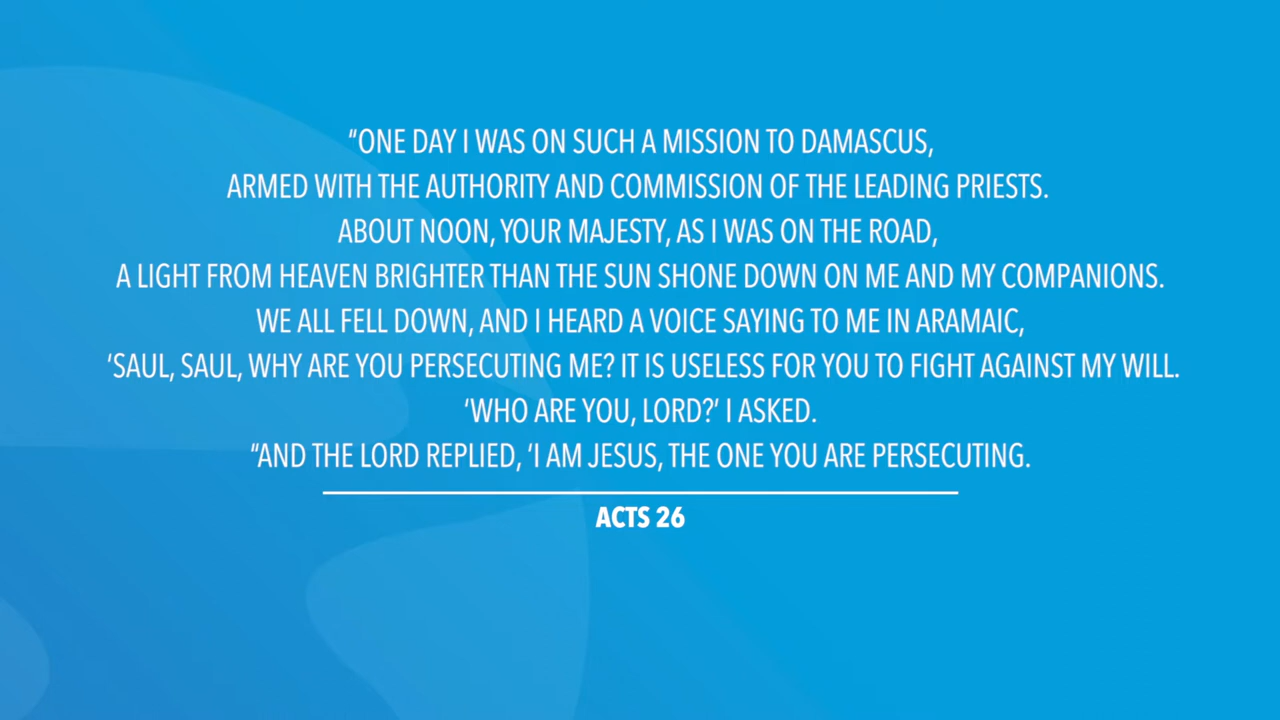 “ONE DAY I WAS ON SUCH A MISSION TO DAMASCUS,
ARMED WITH THE AUTHORITY AND COMMISSION OF THE LEADING PRIESTS.
ABOUT NOON, YOUR MAJESTY, AS I WAS ON THE ROAD,
A LIGHT FROM HEAVEN BRIGHTER THAN THE SUN SHONE DOWN ON ME AND MY COMPANIONS.
WE ALL FELL DOWN, AND I HEARD A VOICE SAYING TO ME IN ARAMAIC,
‘SAUL, SAUL, WHY ARE YOU PERSECUTING ME? IT IS USELESS FOR YOU TO FIGHT AGAINST MY WILL.
‘WHO ARE YOU, LORD?’ I ASKED.
“AND THE LORD REPLIED, ‘I AM JESUS, THE ONE YOU ARE PERSECUTING.
ACTS 26